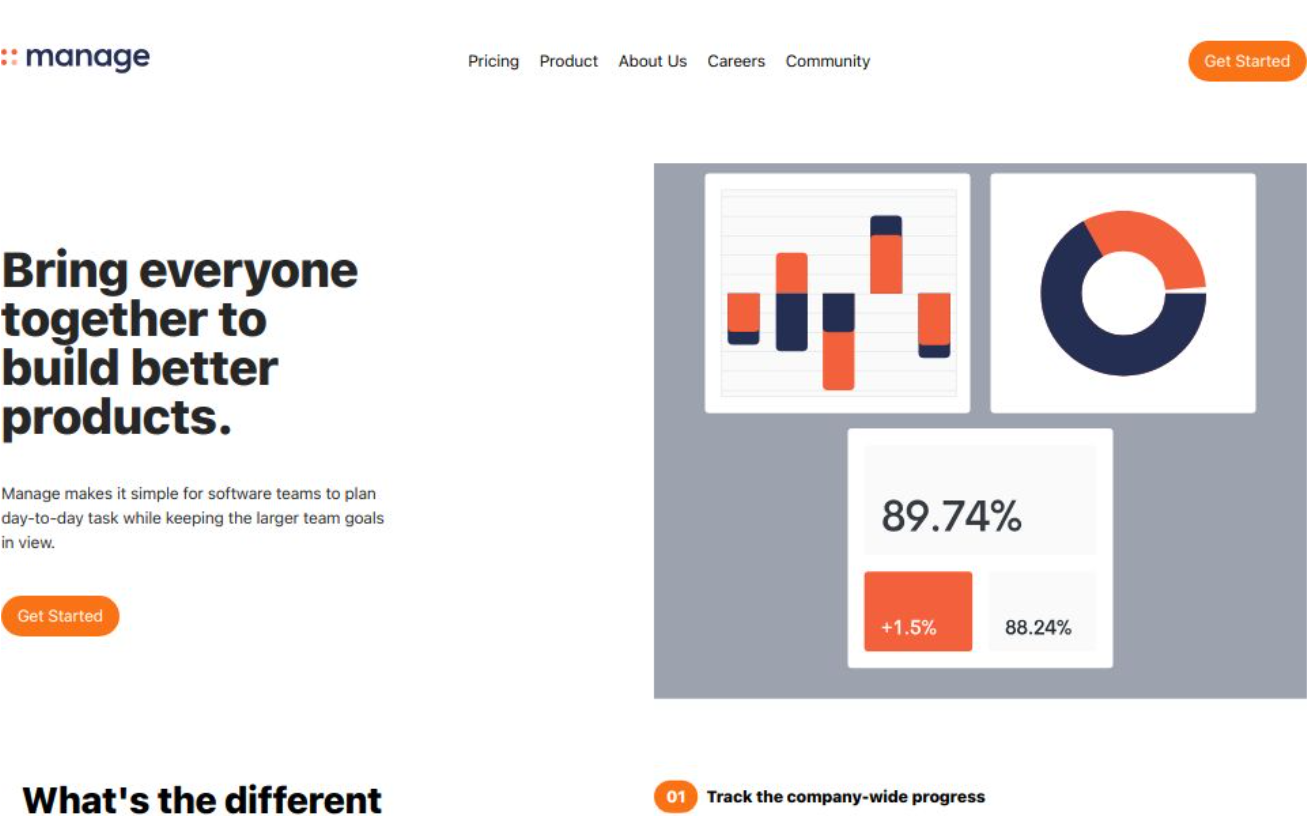 manage
Pricing Product About Us Careers Community
Get Started
Bring everyone
together to
build better
products.
Manage makes it simple for software teams to plan
day-to-day task while keeping the larger team goals
in view.
Get Started
89.74%
+1.5%
88.24%
What's the different
01 Track the company-wide progress